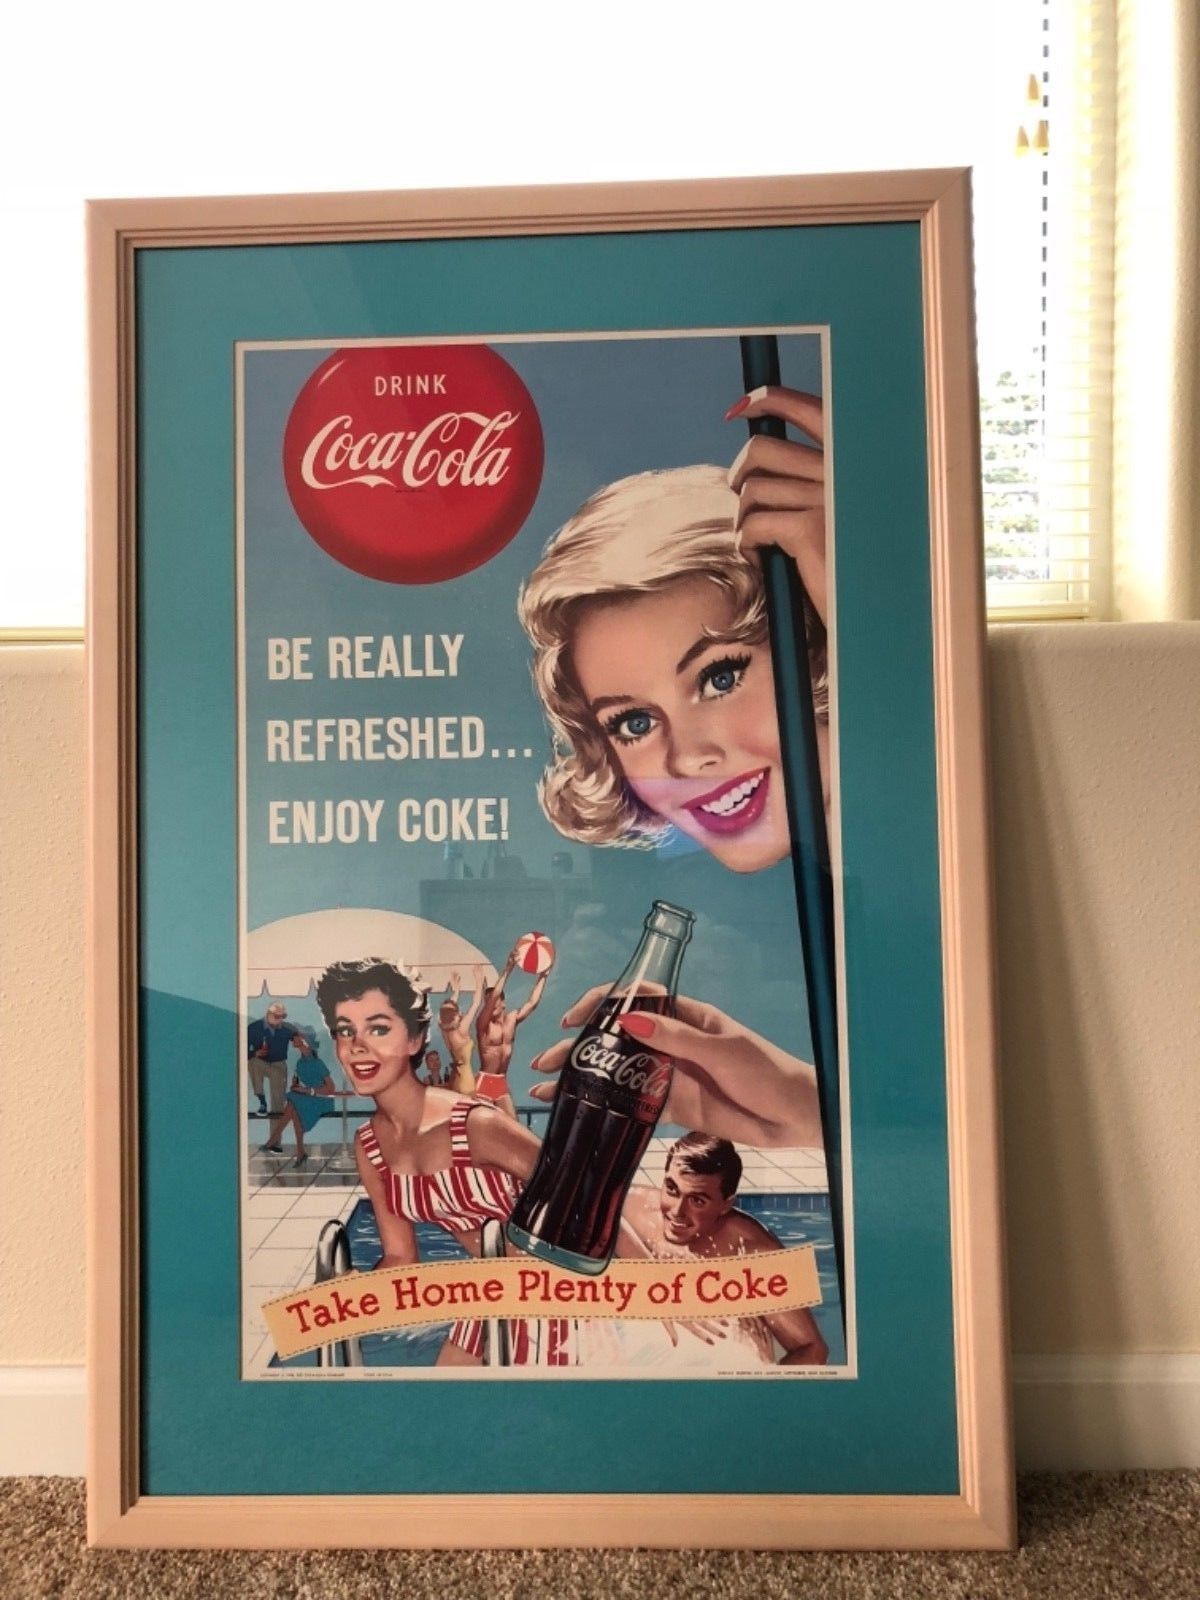 DRINK
Coca-Cola
BE REALLY
REFRESHED...
ENJOY COKE!
Coca-Cola
Take Home Plenty of Coke